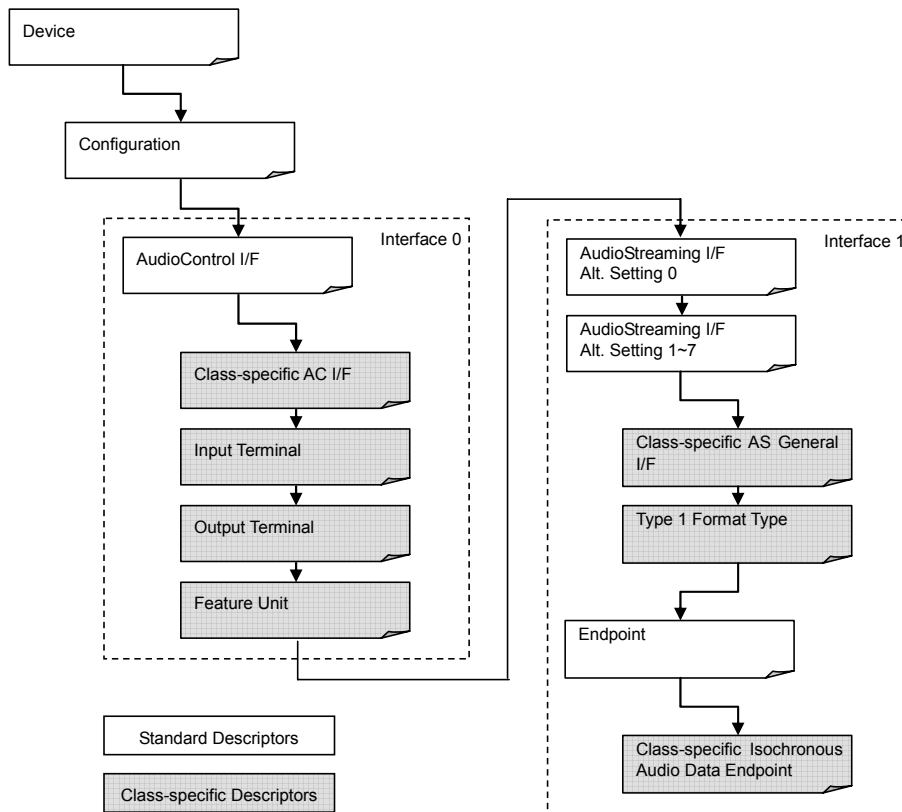 Device
Configuration
Interface 0
AudioControl I/F
Class-specific AC I/F
Input Terminal
Output Terminal
Feature Unit
Interface 1
AudioStreaming I/F
Alt. Setting 0
AudioStreaming I/F
Alt. Setting 1~7
Class-specific AS General
I/F
Type 1 Format Type
Endpoint
Class-specific Isochronous
Audio Data Endpoint
Standard Descriptors
Class-specific Descriptors